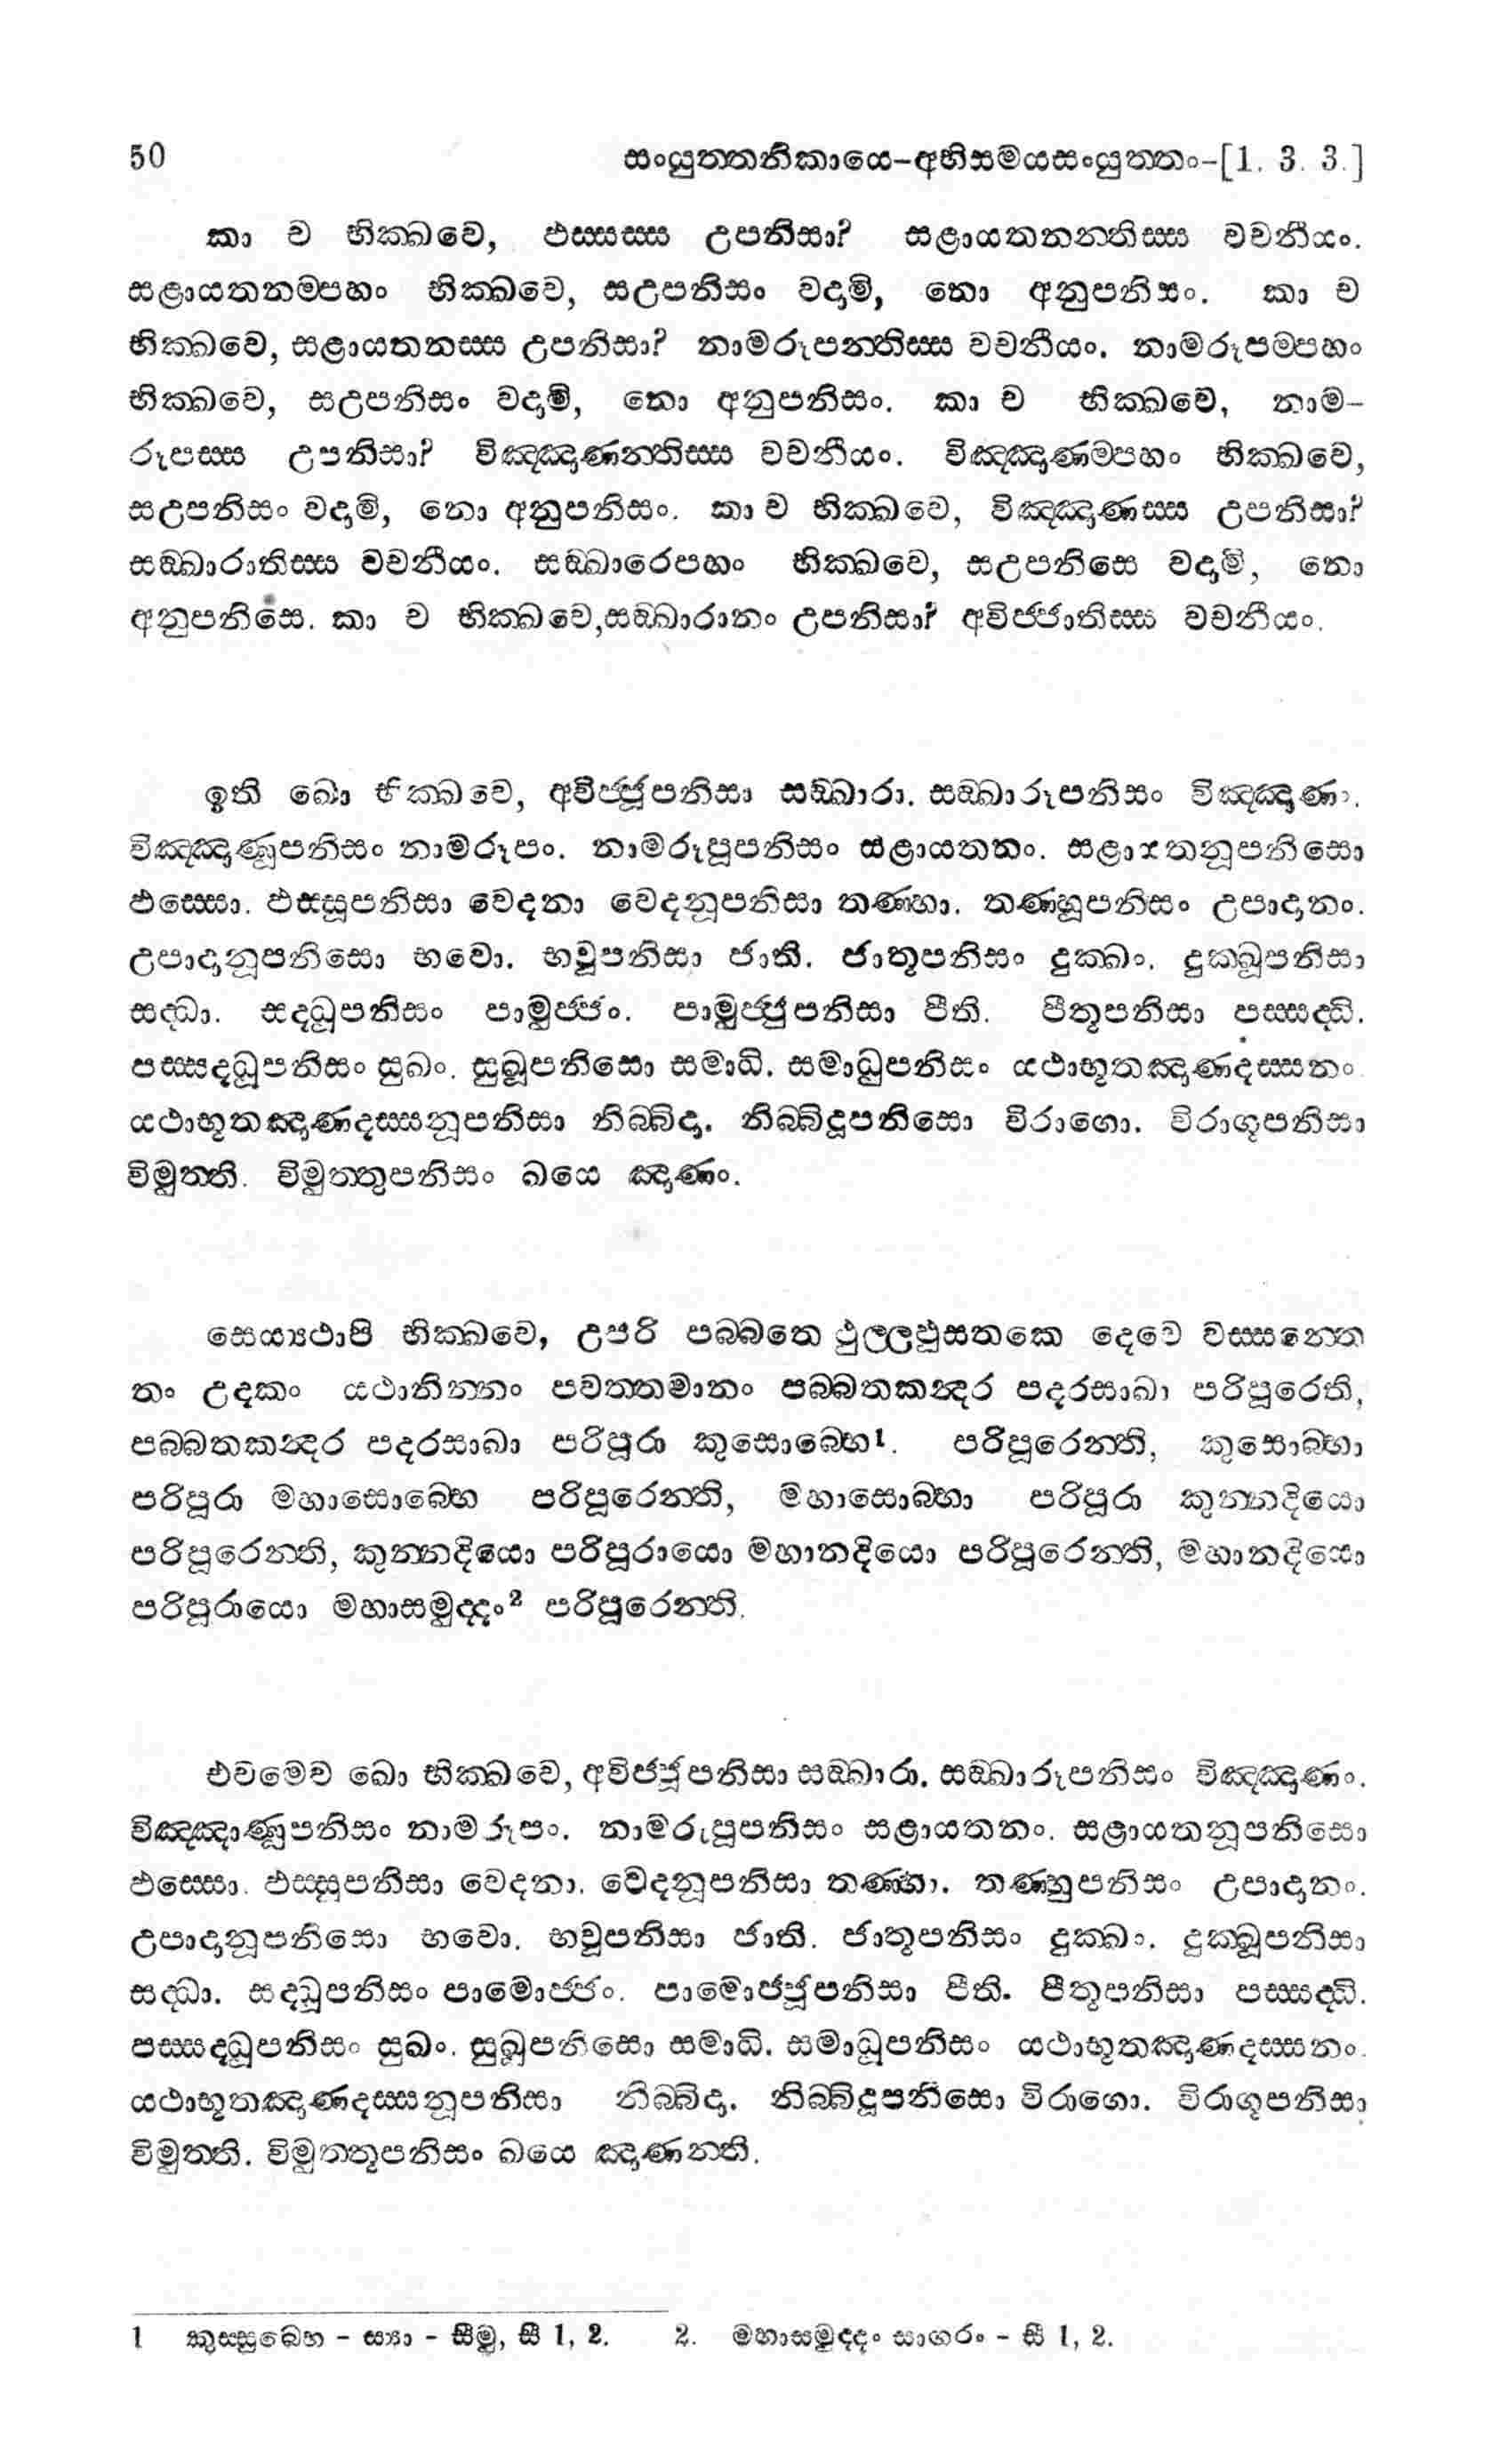 50 සංයුත්තනිකායෙ-අභිසමයසංයුත්තං-[1. 3. 3.]
කා ච භික්ඛවෙ, ඵස්සස්ස උපනිසා? සළායතනන්තිස්ස වචනීයං.
සළායතනම්පහං භික්ඛවෙ, සඋපනිසං වදාමි, නො අනුපනිසං. කා ච
භික්ඛවෙ, සළායතනස්ස උපනිසා? නාමරූපන්තිස්ස වචනීයං. නාමරූපම්පහං
භික්ඛවෙ, සඋපනිසං වදාමි, නො අනුපනිසං. කා ච භික්ඛවෙ, නාම-
රූපස්ස උපනිසා? විඤ්ඤාණන්තිස්ස වචනීයං. විඤ්ඤාණම්පහං භික්ඛවෙ,
සඋපනිසං වදාමි, නො අනුපනිසං. කා ච භික්ඛවෙ, විඤ්ඤාණස්ස උපනිසා?
සඞ්ඛාරාතිස්ස වචනීයං. සඞ්ඛාරෙපහං භික්ඛවෙ, සඋපනිසෙ වදාමි, නො
අනුපනිසෙ. කා ච භික්ඛවෙ,සඞ්ඛාරානං උපනිසා? අවිජ්ජාතිස්ස වචනීයං.
ඉති ඛො භික්ඛවෙ, අවිජ්ජූපනිසා සඞ්ඛාරා. සඞ්ඛාරූපනිසං විඤ්ඤාණං.
විඤ්ඤාණූපනිසං නාමරූපං. නාමරූපූපනිසං සළායතනං. සළායතනූපනිසො
ඵස්සො. ඵස්සූපනිසා වෙදනා වෙදනූපනිසා තණ්හා. තණ්හූපනිසං උපාදානං.
උපාදානූපනිසො භවො. භවූපනිසා ජාති. ජාතූපනිසං දුක්ඛං. දුක්ඛූපනිසා
සද්ධා. සද්ධූපනිසං පාමුජ්ජං. පාමුජ්ජුපනිසා පීති. පීතූපනිසා පස්සද්ධි.
පස්සද්ධූපනිසං සුඛං. සුඛූපනිසො සමාධි. සමාධුපනිසං යථාභූතඤාණදස්සනං
යථාභූතඤාණදස්සනූපනිසා නිබ්බිදා. නිබ්බිදූපනිසො විරාගො. විරාගූපනිසා
විමුත්ති. විමුත්තුපනිසං ඛයෙ ඤාණං.
සෙය්‍යථාපි භික්ඛවෙ, උපරි පබ්බතෙ ථුල්ලඵුසිතකෙ දෙවෙ වස්සන්තෙ
තං උදකං යථානින්නං පවත්තමානං පබ්බතකන්දර පදරසාඛා පරිපූරෙති,
පබ්බතකන්දර පදරසාඛා පරිපූරා කුසොබ්භෙ¹. පරිපූරෙන්ති, කුසොබ්භා
පරිපූරා මහාසොබ්භෙ පරිපූරෙන්ති, මහාසොබ්භා පරිපූරා කුන්නදියො
පරිපූරෙන්ති, කුන්නදියො පරිපූරායො මහානදියො පරිපූරෙන්ති, මහානදියො
පරිපූරායො මහාසමුද්දං² පරිපූරෙන්ති.
එවමෙව ඛො භික්ඛවෙ, අවිජ්ජූපනිසා සඞ්ඛාරා. සඞ්ඛාරූපනිසං විඤ්ඤාණං.
විඤ්ඤාණූපනිසං නාමරූපං. නාමරූපූපනිසං සළායතනං. සළායතනූපනිසො
ඵස්සො. ඵස්සූපනිසා වෙදනා. වෙදනූපනිසා තණ්හා. තණ්හුපනිසං උපාදානං.
උපාදානූපනිසො භවො. භවූපනිසා ජාති. ජාතූපනිසං දුක්ඛං. දුක්ඛූපනිසා
සද්ධා. සද්ධූපනිසං පාමොජ්ජං. පාමොජ්ජූපනිසා පීති. පීතූපනිසා පස්සද්ධි.
පස්සද්ධූපනිසං සුඛං. සුඛූපනිසො සමාධි. සමාධූපනිසං යථාභූතඤාණදස්සනං.
යථාභූතඤාණදස්සනූපනිසා නිබ්බිදා. නිබ්බිදූපනිසො විරාගො. විරාගූපනිසා
විමුත්ති. විමුත්තූපනිසං ඛයෙ ඤාණන්ති.
1 කුස්සුබ්භෙ - ස්‍යා - සීමු, සී 1, 2. 2. මහාසමුද්දං සාගරං - සී 1, 2.